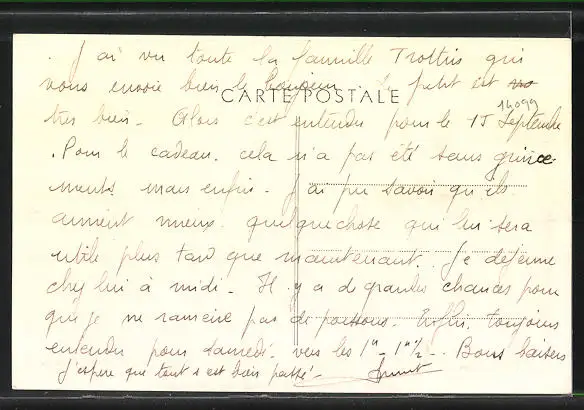 . J'ai vu toute la famille Trottis qui
vous envoie bien le bonjour. Le petit est
CARTE POSTALE
14099
très bien. Alors c'est entendu pour le 15 Septembre
. Pour le cadeau, cela n'a pas été sans grince
ments mais enfin. J'ai pu savoir qu'ils
aiment mieux quelquechose qui lui sera
utile plus tard que maintenant. Je déjeune
chez lui à midi. Il y a de grandes chances pour
que je ne ramène pas de poissons. Enfin, toujours
entendu pour samedi. vers les 1h - 1h 1/2 -. Bons baisers
J'espère que tout s'est bien passé -